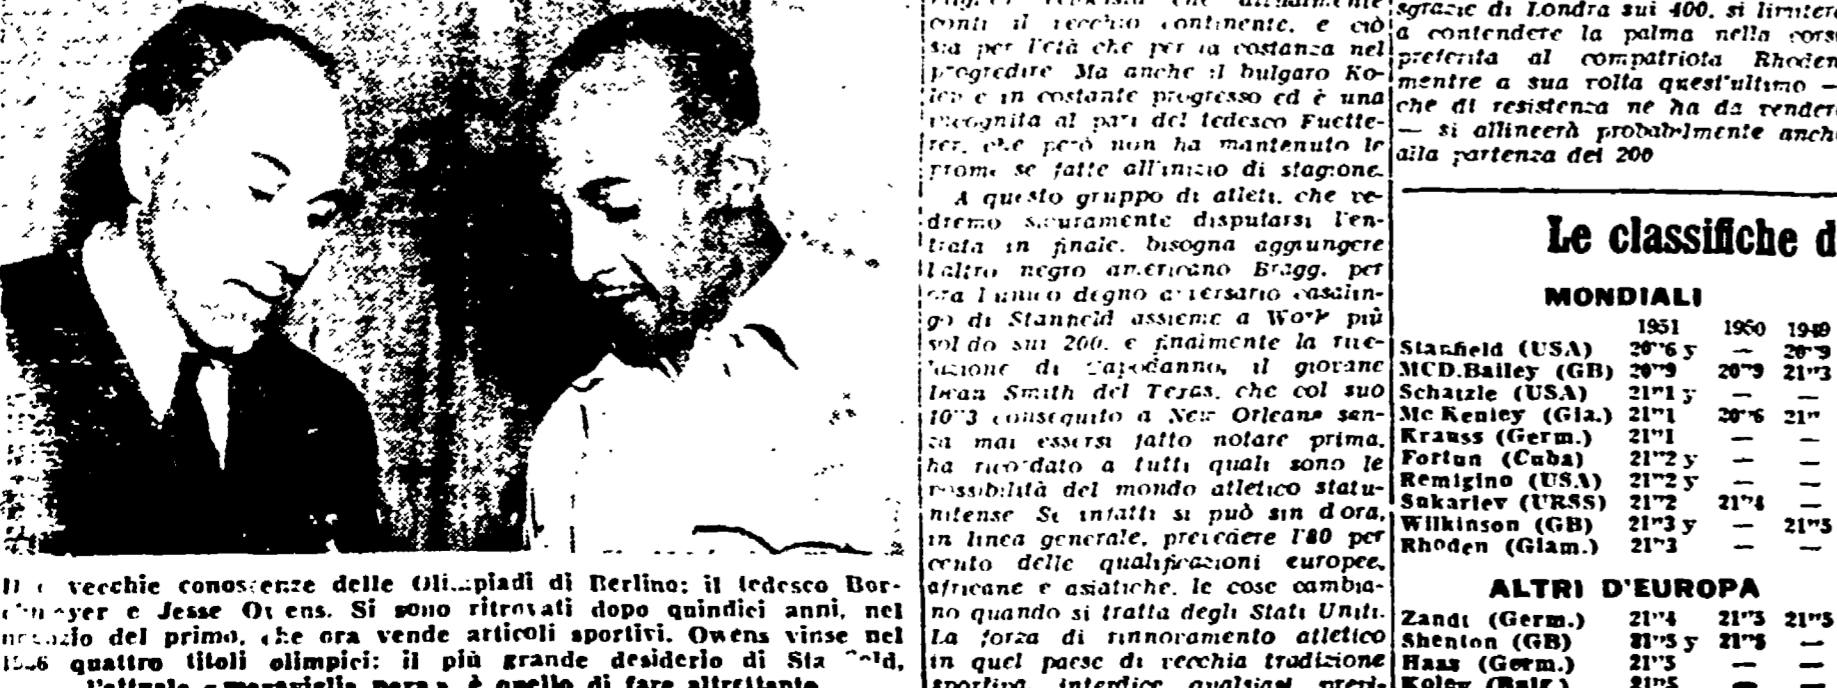 vecchie conoscenze delle Olimpiadi di Berlino: il tedesco Bor-
e Jesse Owens. Si sono ritrovati dopo quindici anni, nel
del primo, che ora vende articoli sportivi. Owens vinse nel
quattro titoli olimpici: il più grande desiderio di
è quello di fare altrettanto
conti il vecchio continente, e ciò
sia per l'età che per la costanza nel
progredire Ma anche il bulgaro Ko-
lev e in costante progresso ed è una
incognita al pari del tedesco Fuette-
rer, che però non ha mantenuto le
promesse fatte all'inizio di stagione.
A questo gruppo di atleti, che ve-
dremo sicuramente disputarsi l'en-
trata in finale, bisogna aggiungere
l'altro negro americano Bragg, per
ora l'unico degno avversario casalin-
go di Stanfield assieme a Work più
solido sui 200, e finalmente la rive-
lazione di Capodanno, il giovane
Dean Smith del Texas, che col suo
10"3 conseguito a New Orleans sen-
za mai essersi fatto notare prima,
ha ricordato a tutti quali sono le
possibilità del mondo atletico statu-
nitense Se infatti si può sin d'ora,
in linea generale, prevedere l'80 per
cento delle qualificazioni europee,
africane e asiatiche, le cose cambia-
no quando si tratta degli Stati Uniti.
La forza di rinnovamento atletico
in quel paese di vecchia tradizione
sportiva, interdice qualsiasi previ-
sgrazie di Londra sui 400, si limiterà
a contendere la palma nella corsa
preferita al compatriota Rhoden
mentre a sua volta quest'ultimo —
che di resistenza ne ha da vendere
— si allineerà probabilmente anche
alla partenza dei 200
Le classifiche d
MONDIALI
1951 1950 1949
Stanfield (USA) 20"6 y — 20"9
MCD.Bailey (GB) 20"9 20"9 21"3
Schatzle (USA) 21"1 y — —
Mc Kenley (Gia.) 21"1 20"6 21"
Krauss (Germ.) 21"1 — —
Fortun (Cuba) 21"2 y — —
Remigino (USA) 21"2 y — —
Sukariev (URSS) 21"2 21"4 —
Wilkinson (GB) 21"3 y — 21"5
Rhoden (Giam.) 21"3 — —
ALTRI D'EUROPA
Zandt (Germ.) 21"4 21"3 21"5
Shenton (GB) 21"5 y 21"8 —
Haas (Germ.) 21"5 — —
Kolev (Bulg.) 21"5 — —